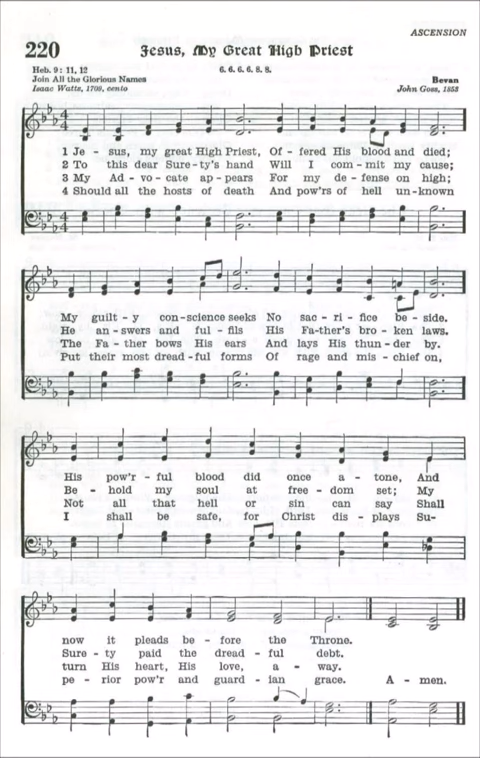 ASCENSION
220 Jesus, My Great High Priest
Heb. 9: 11, 12 6. 6. 6. 6. 8. 8.
Join All the Glorious Names Bevan
Isaac Watts, 1709, cento John Goss, 1853
1 Je - sus, my great High Priest, Of - fered His blood and died;
2 To this dear Sure - ty's hand Will I com - mit my cause;
3 My Ad - vo - cate ap - pears For my de - fense on high;
4 Should all the hosts of death And pow'rs of hell un - known
My guilt - y con - science seeks No sac - ri - fice be - side.
He an - swers and ful - fils His Fa - ther's bro - ken laws.
The Fa - ther bows His ears And lays His thun - der by.
Put their most dread - ful forms Of rage and mis - chief on,
His pow'r - ful blood did once a - tone, And
Be - hold my soul at free - dom set; My
Not all that hell or sin can say Shall
I shall be safe, for Christ dis - plays Su-
now it pleads be - fore the Throne.
Sure - ty paid the dread - ful debt.
turn His heart, His love, a - way.
pe - rior pow'r and guard - ian grace. A - men.